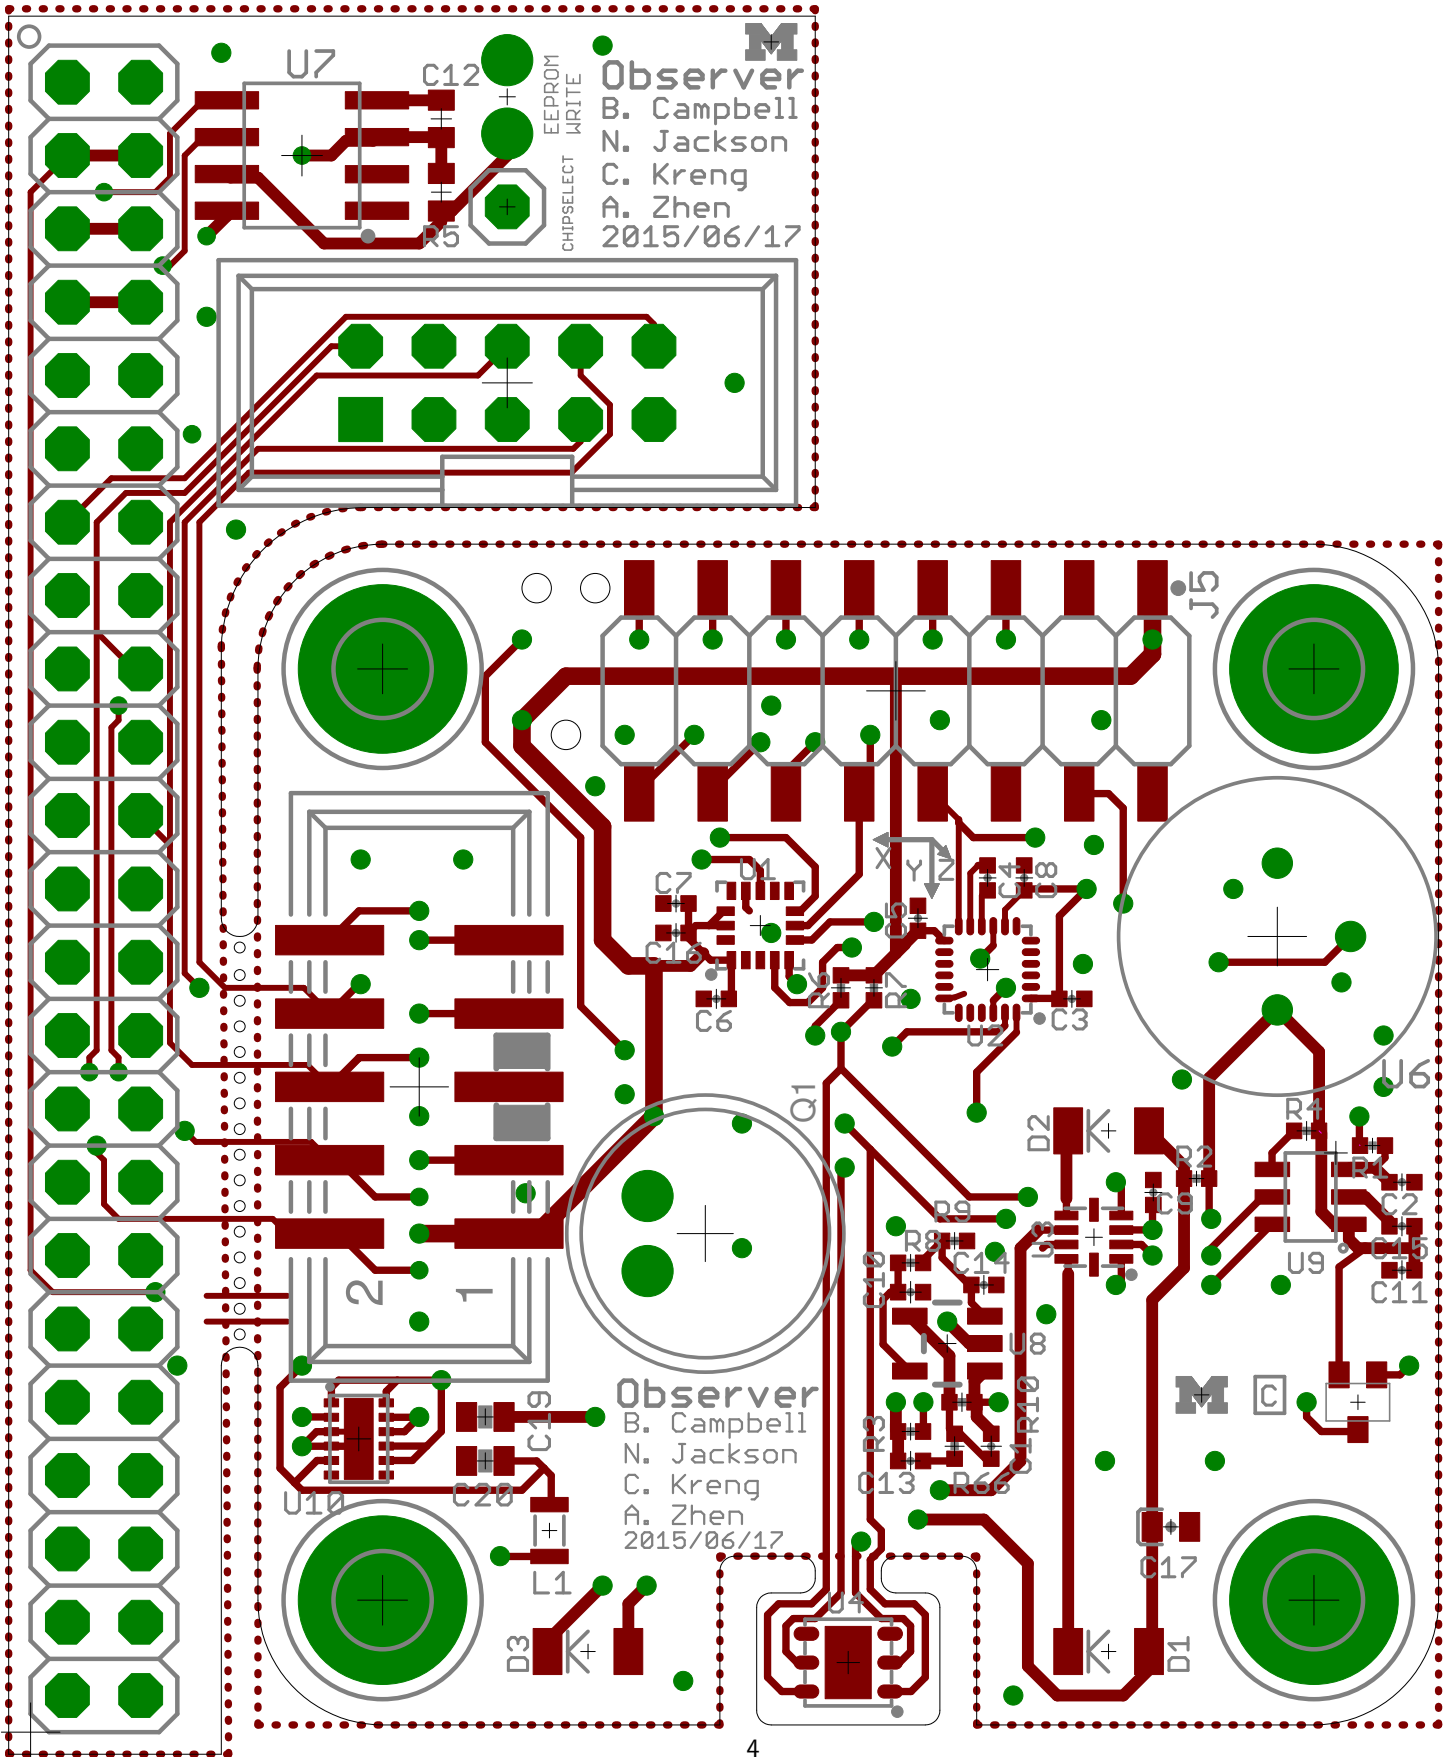 M
U7
C12
EEPROM
WRITE
Observer
B. Campbell
N. Jackson
C. Kreng
A. Zhen
2015/06/17
CHIPSELECT
R5
J5
X
Y
Z
U1
C7
C16
C6
C5
C4
C8
R6
R7
U2
C3
U6
Q1
D2
K
R4
R2
R1
C9
C2
R9
R8
U3
C14
C10
C15
U9
C11
2
1
U8
Observer
B. Campbell
N. Jackson
C. Kreng
A. Zhen
2015/06/17
M
C
C19
R3
R10
C1
U10
C20
C13
R66
C17
L1
U4
D3
K
K
D1
4